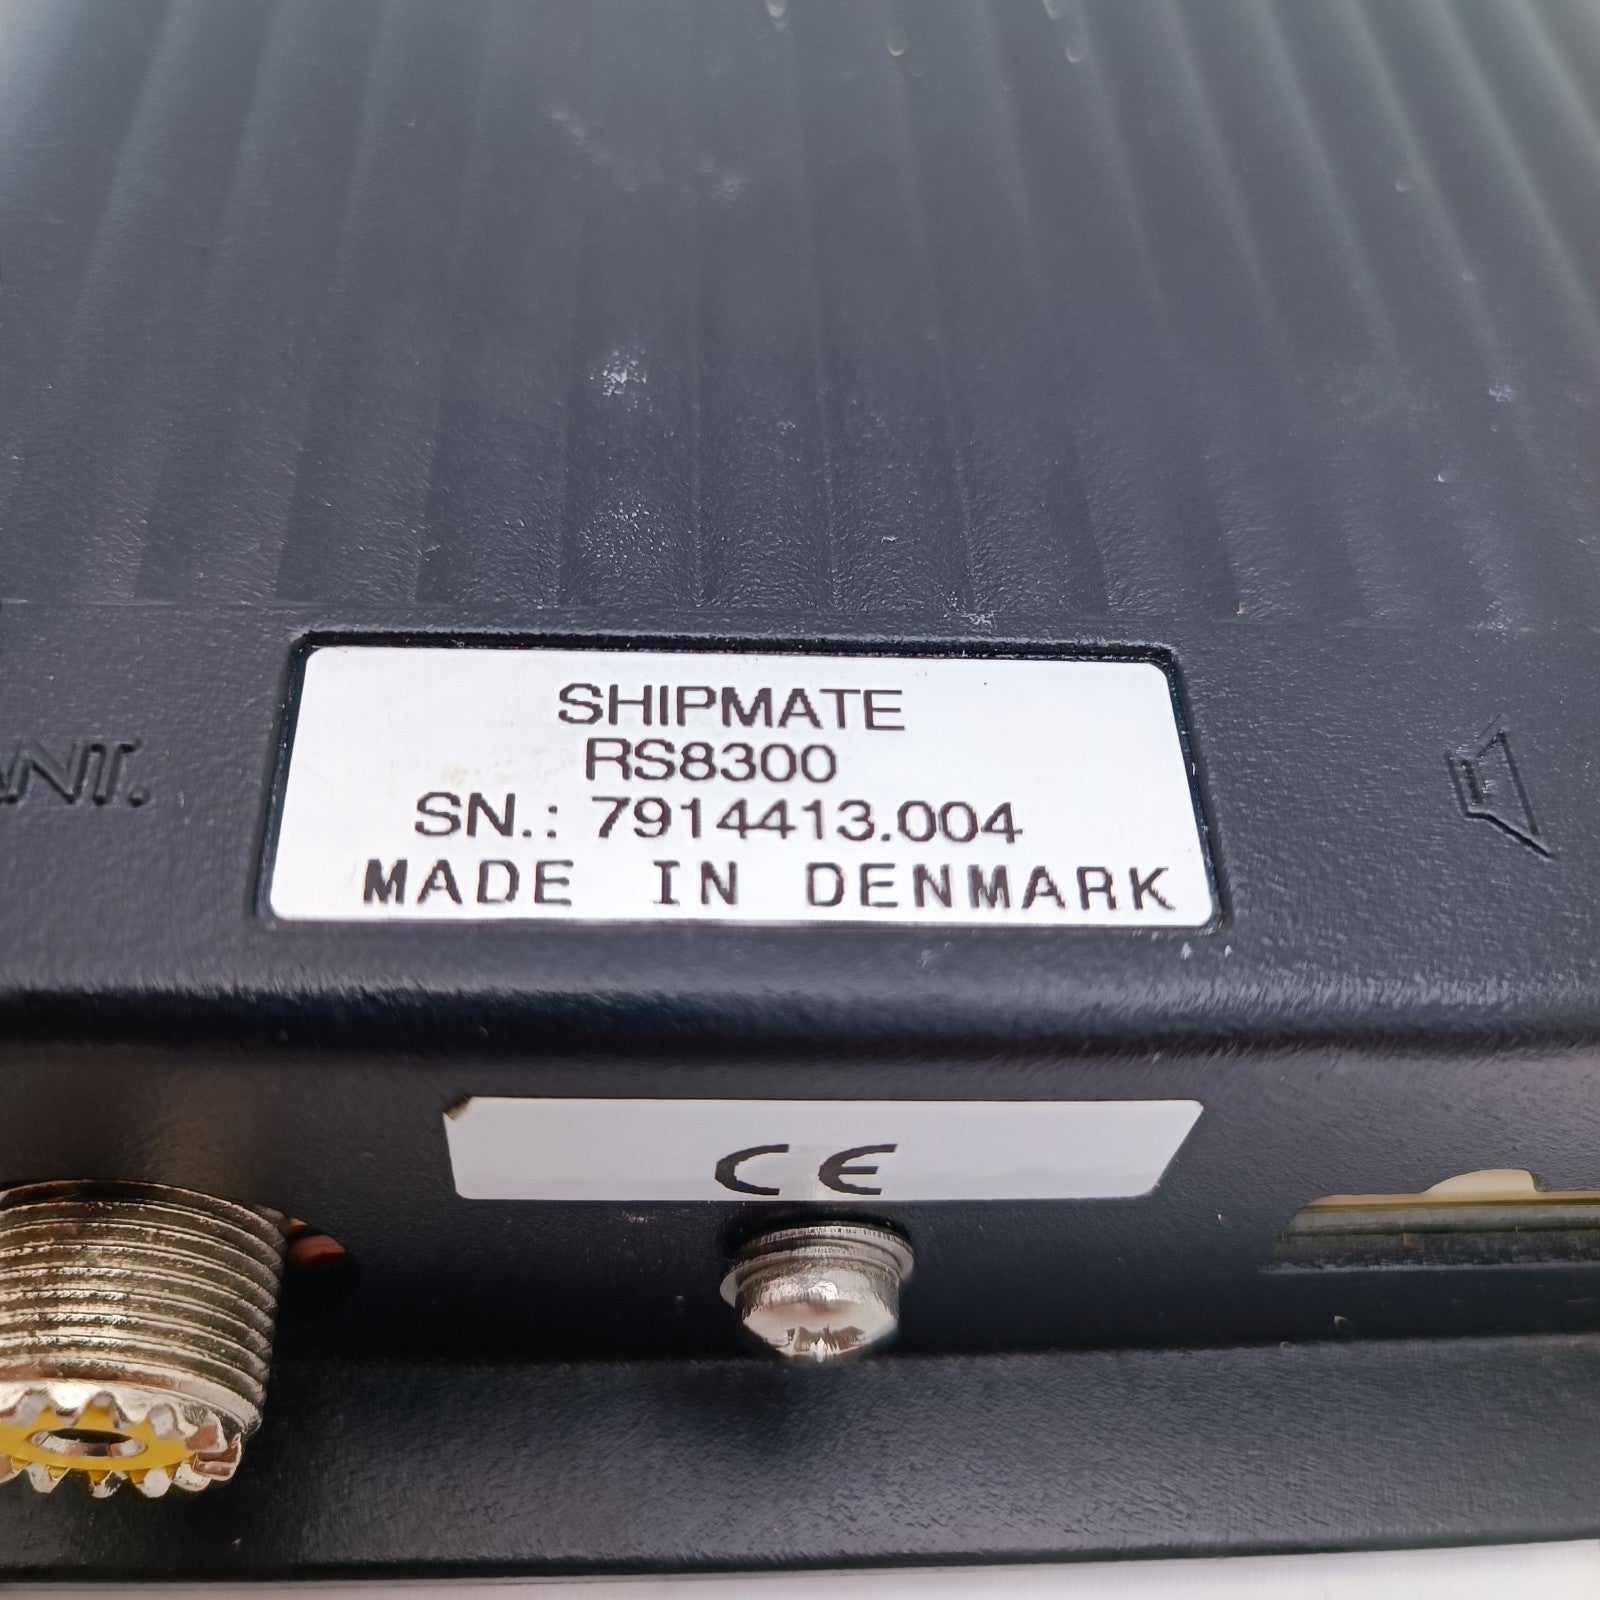 SHIPMATE
RS8300
SN.: 7914413.004
MADE IN DENMARK
ANT.
CE